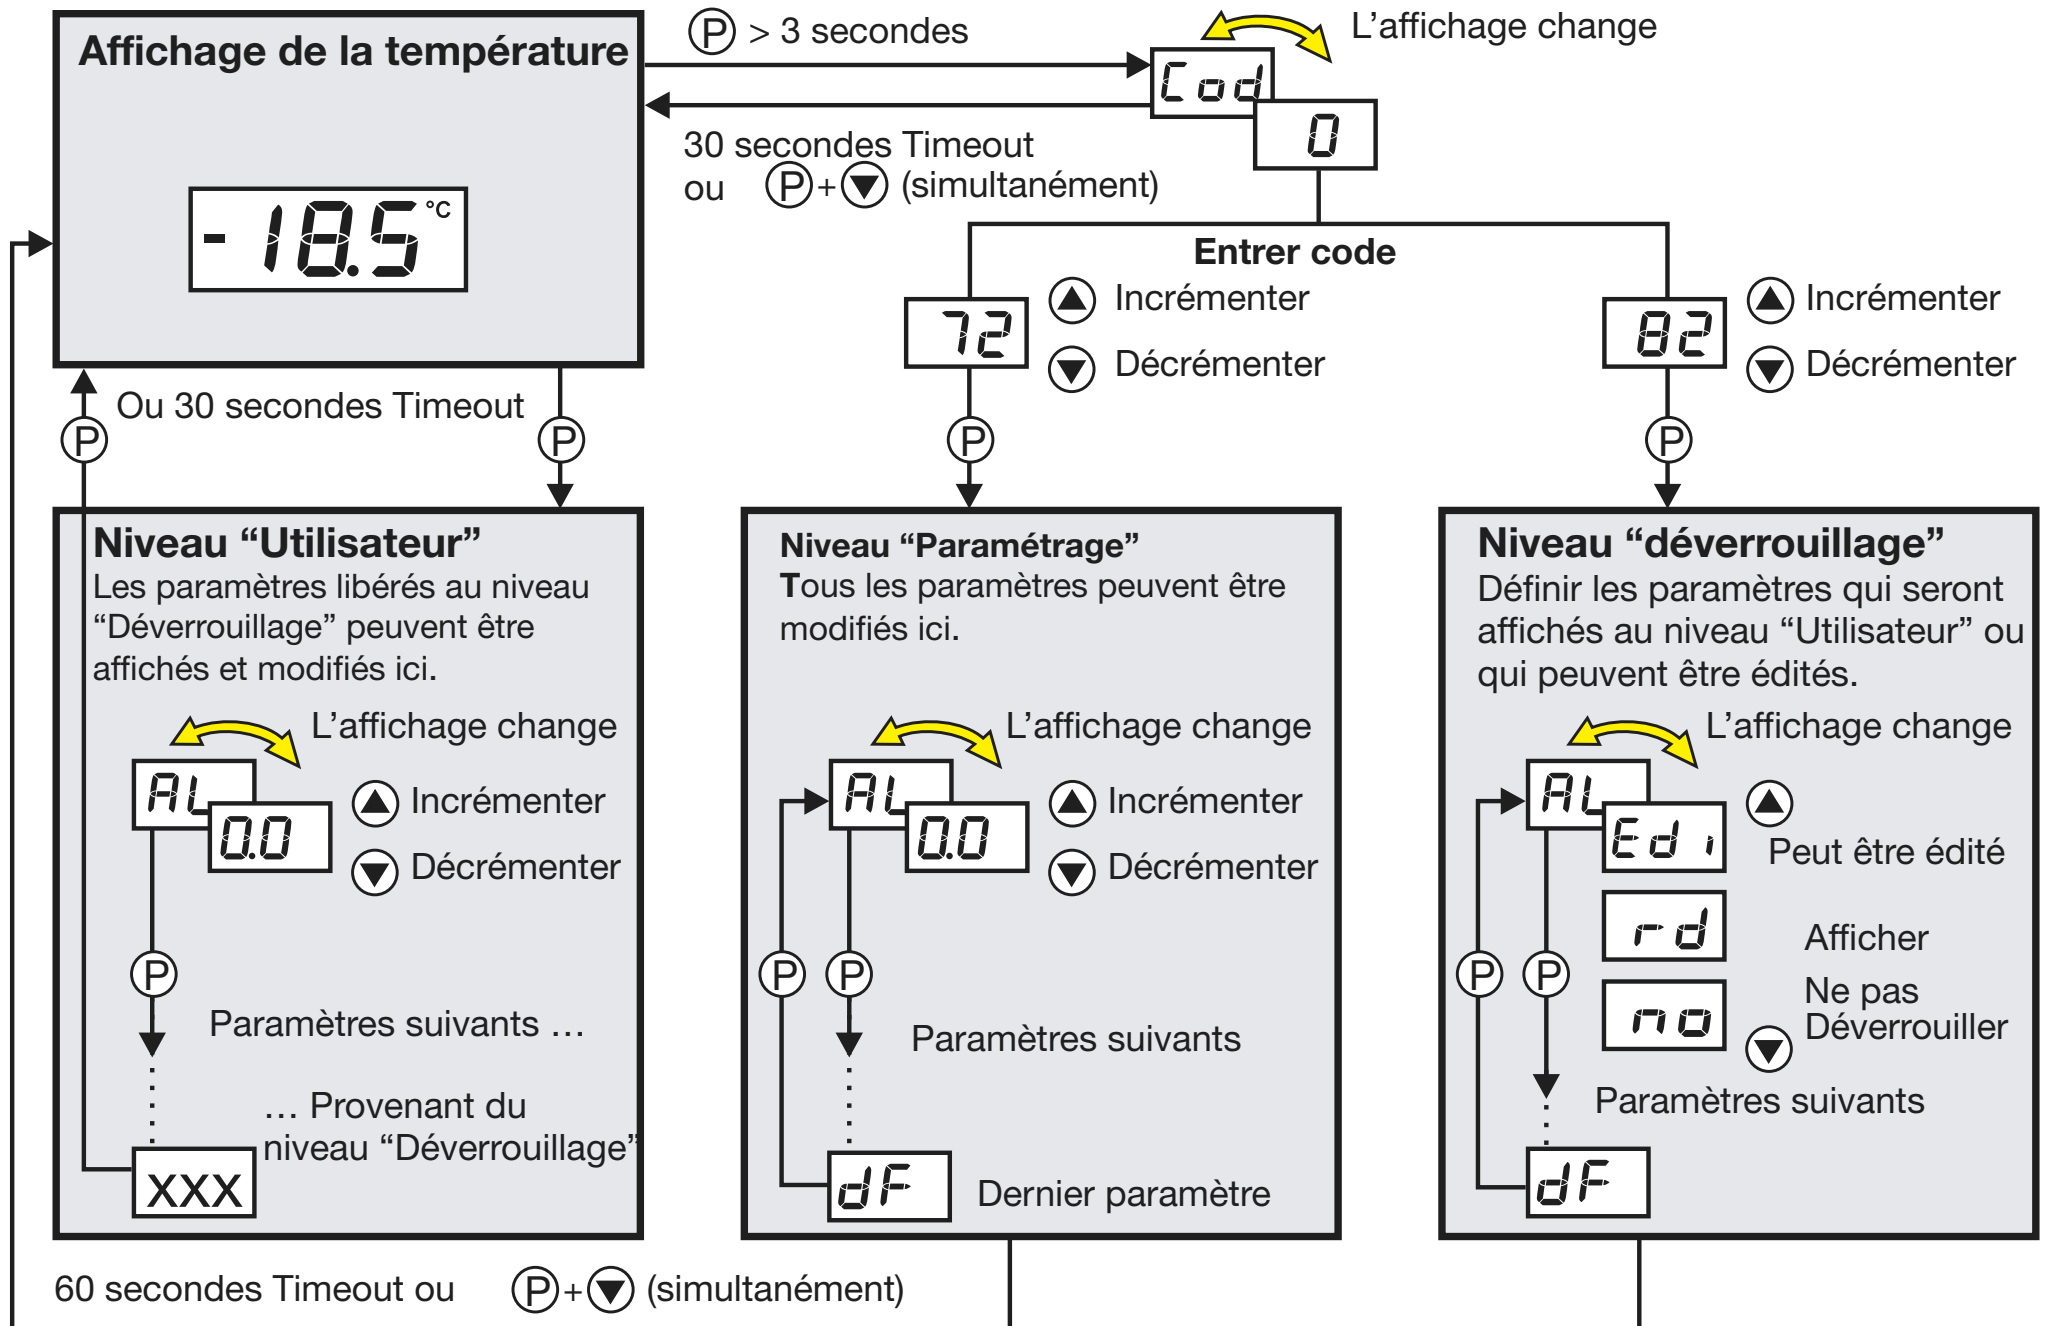 Affichage de la température
-18.5 °C
P > 3 secondes
L’affichage change
Cod
0
30 secondes Timeout
ou P+▼ (simultanément)
Entrer code
72
▲ Incrémenter
▼ Décrémenter
82
▲ Incrémenter
▼ Décrémenter
Ou 30 secondes Timeout
P
P
P
P
Niveau “Utilisateur”
Les paramètres libérés au niveau
“Déverrouillage” peuvent être
affichés et modifiés ici.
L’affichage change
AL
0.0
▲ Incrémenter
▼ Décrémenter
P
Paramètres suivants …
… Provenant du
niveau “Déverrouillage”
xxx
Niveau “Paramétrage”
Tous les paramètres peuvent être
modifiés ici.
L’affichage change
AL
0.0
▲ Incrémenter
▼ Décrémenter
P
P
Paramètres suivants
dF
Dernier paramètre
Niveau “déverrouillage”
Définir les paramètres qui seront
affichés au niveau “Utilisateur” ou
qui peuvent être édités.
L’affichage change
AL
Edi
▲
Peut être édité
rd
Afficher
no
Ne pas
Déverrouiller
▼
P
P
Paramètres suivants
dF
60 secondes Timeout ou P+▼ (simultanément)